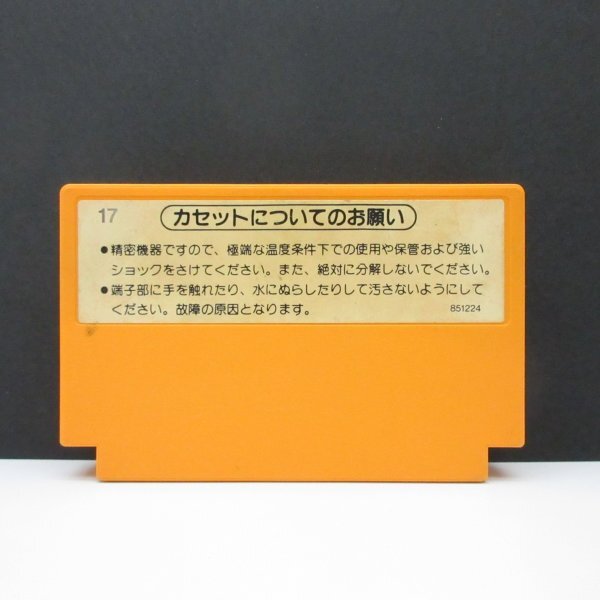 17
カセットについてのお願い
●精密機器ですので、極端な温度条件下での使用や保管および強い
ショックをさけてください。また、絶対に分解しないでください。
●端子部に手を触れたり、水にぬらしたりして汚さないようにして
ください。故障の原因となります。
851224